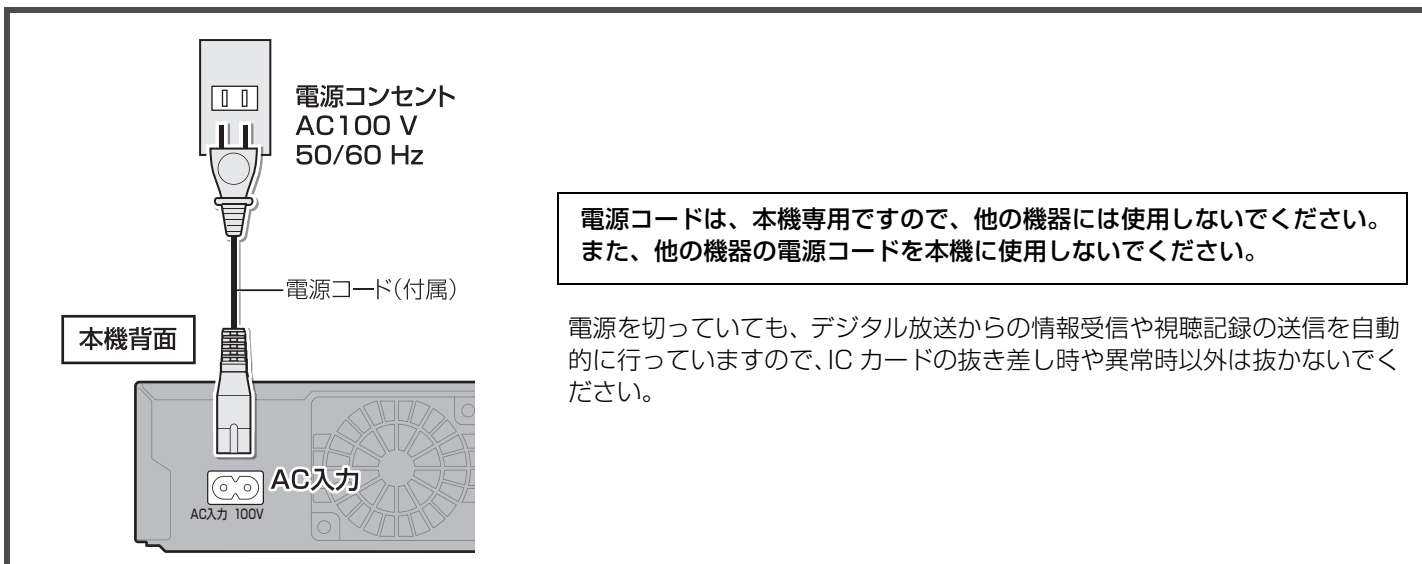 電源コンセント
AC100 V
50/60 Hz
電源コード(付属)
本機背面
AC入力
AC入力 100V
電源コードは、本機専用ですので、他の機器には使用しないでください。
また、他の機器の電源コードを本機に使用しないでください。
電源を切っていても、デジタル放送からの情報受信や視聴記録の送信を自動
的に行っていますので、IC カードの抜き差し時や異常時以外は抜かないでく
ださい。